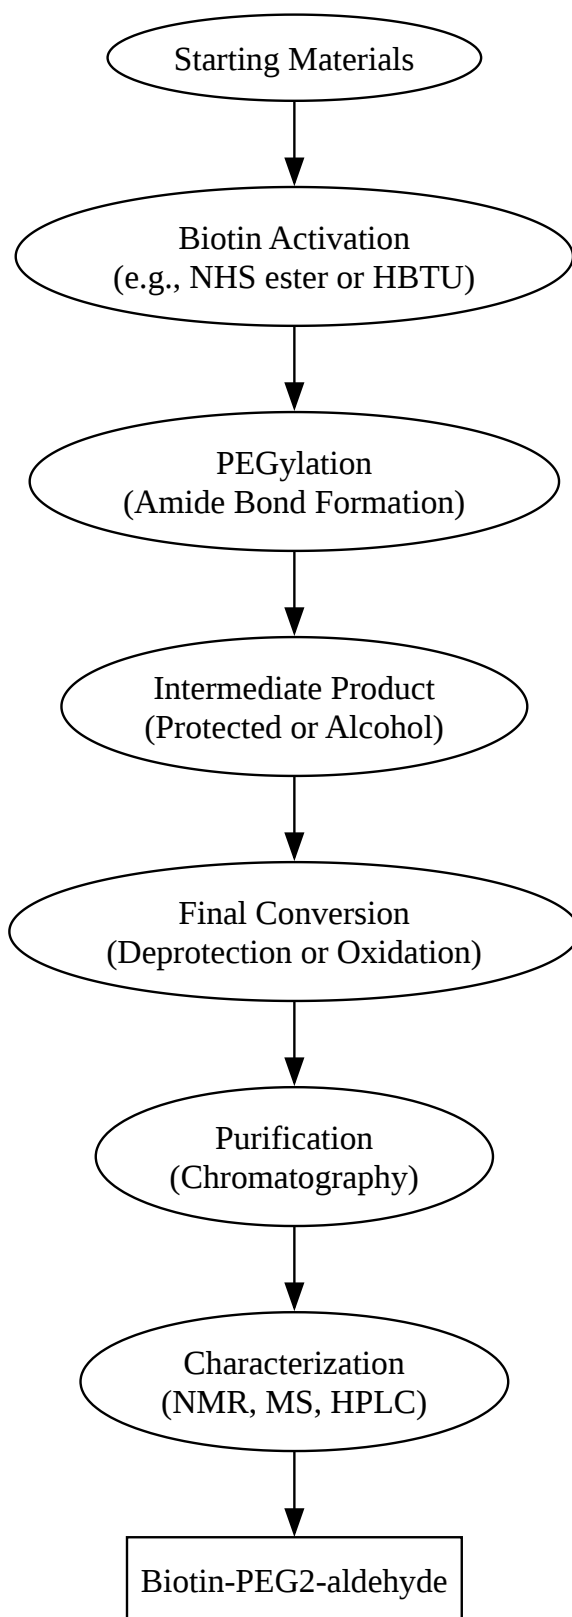 Starting Materials
Biotin Activation
(e.g., NHS ester or HBTU)
PEGylation
(Amide Bond Formation)
Intermediate Product
(Protected or Alcohol)
Final Conversion
(Deprotection or Oxidation)
Purification
(Chromatography)
Characterization
(NMR, MS, HPLC)
Biotin-PEG2-aldehyde